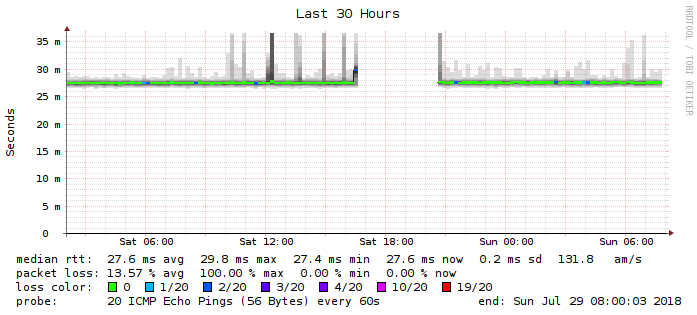 Last 30 Hours
RRDTOOL / TOBI OETIKER
Seconds
35 m
30 m
25 m
20 m
15 m
10 m
5 m
0
Sat 06:00 Sat 12:00 Sat 18:00 Sun 00:00 Sun 06:00
median rtt: 27.6 ms avg 29.8 ms max 27.4 ms min 27.6 ms now 0.2 ms sd 131.8 am/s
packet loss: 13.57 % avg 100.00 % max 0.00 % min 0.00 % now
loss color: 0 1/20 2/20 3/20 4/20 10/20 19/20
probe: 20 ICMP Echo Pings (56 Bytes) every 60s end: Sun Jul 29 08:00:03 2018